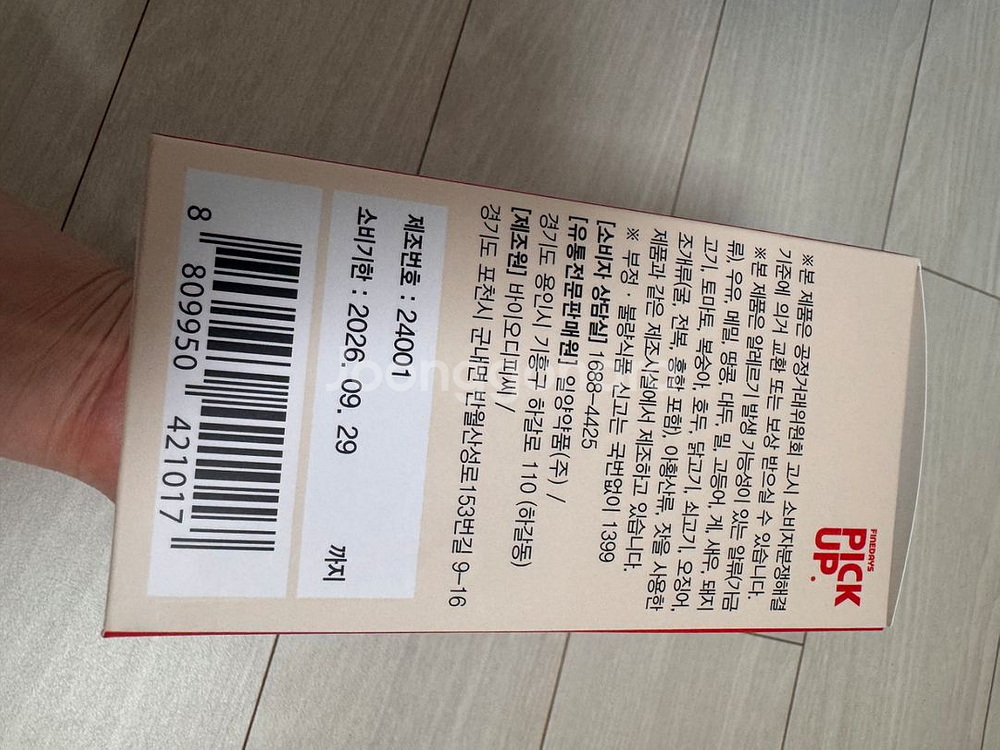 FINEDAYS
PICK
UP.
※본 제품은 공정거래위원회 고시 소비자분쟁해결
기준에 의거 교환 또는 보상 받으실 수 있습니다.
※본 제품은 알레르기 발생 가능성이 있는 알류(가금
류), 우유, 메밀, 땅콩, 대두, 밀, 고등어, 게, 새우, 돼지
고기, 토마토, 복숭아, 호두, 닭고기, 쇠고기, 오징어,
조개류(굴, 전복, 홍합 포함), 아황산류, 잣을 사용한
제품과 같은 제조시설에서 제조하고 있습니다.
※ 부정·불량식품 신고는 국번없이 1399
[소비자 상담실] 1688-4425
[유통전문판매원] 일양약품(주) /
경기도 용인시 기흥구 하갈로 110 (하갈동)
[제조원] 바이오디피씨) /
경기도 포천시 군내면 반월산성로153번길 9-16
제조번호 : 24001
소비기한 : 2026. 09. 29 까지
8 809950 421017